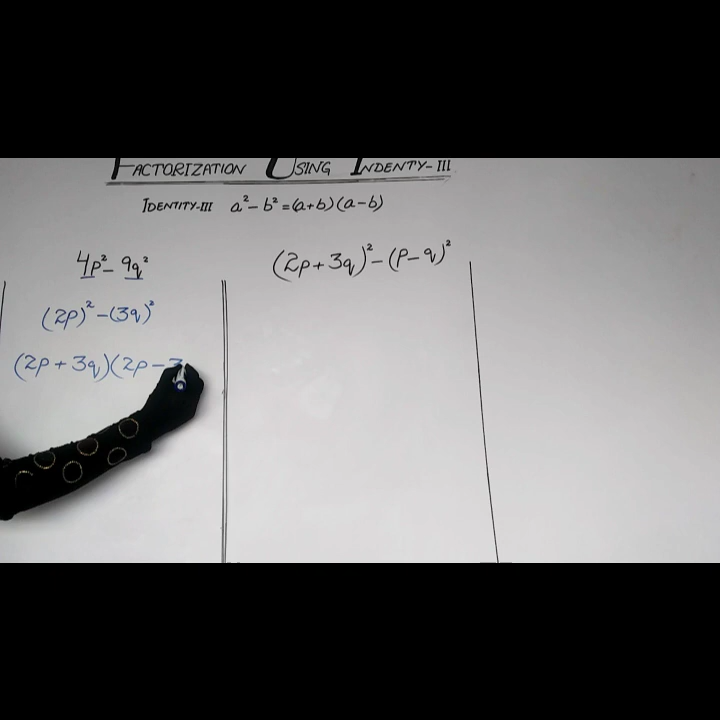 FACTORIZATION USING INDENTY-III
IDENTITY-III a²-b²=(a+b)(a-b)
4p²-9q²
(2p)²-(3q)²
(2p+3q)(2p-3
(2p+3q)²-(p-q)²